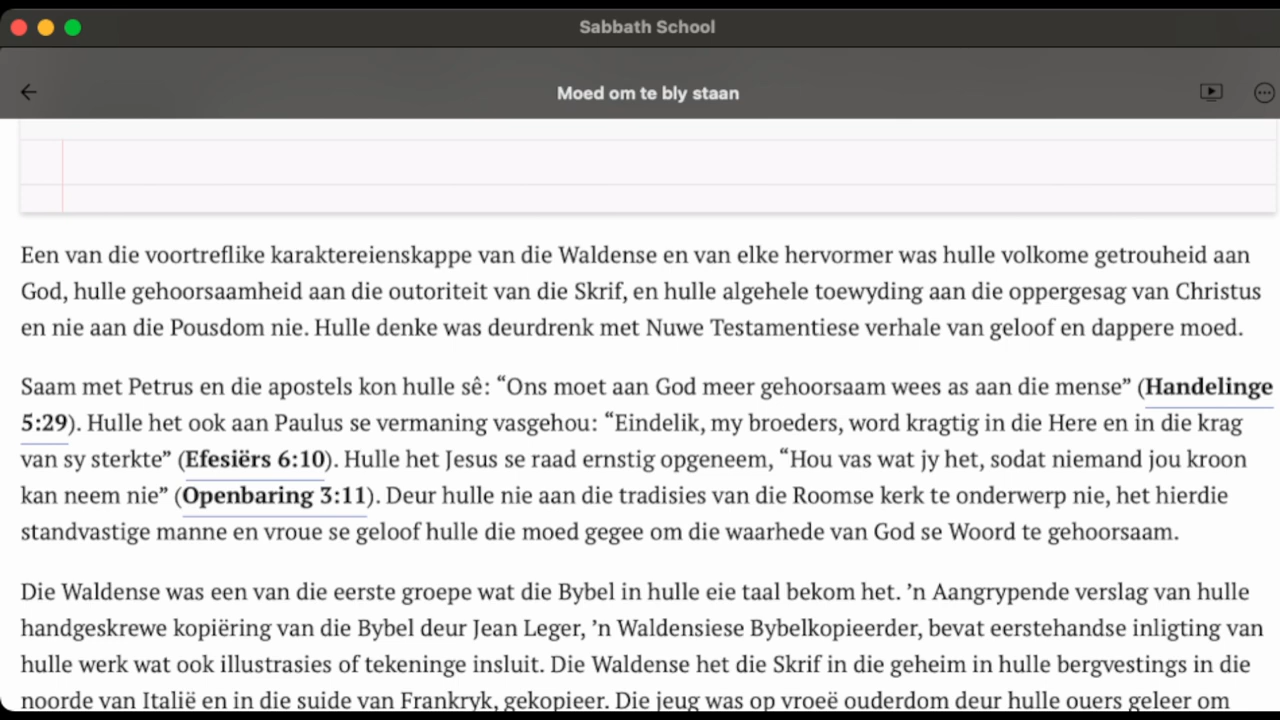 Sabbath School
Moed om te bly staan
Een van die voortreflike karaktereienskappe van die Waldense en van elke hervormer was hulle volkome getrouheid aan
God, hulle gehoorsaamheid aan die outoriteit van die Skrif, en hulle algehele toewyding aan die oppergesag van Christus
en nie aan die Pousdom nie. Hulle denke was deurdrenk met Nuwe Testamentiese verhale van geloof en dappere moed.
Saam met Petrus en die apostels kon hulle sê: “Ons moet aan God meer gehoorsaam wees as aan die mense” (Handelinge
5:29). Hulle het ook aan Paulus se vermaning vasgehou: “Eindelik, my broeders, word kragtig in die Here en in die krag
van sy sterkte” (Efesiërs 6:10). Hulle het Jesus se raad ernstig opgeneem, “Hou vas wat jy het, sodat niemand jou kroon
kan neem nie” (Openbaring 3:11). Deur hulle nie aan die tradisies van die Roomse kerk te onderwerp nie, het hierdie
standvastige manne en vroue se geloof hulle die moed gegee om die waarhede van God se Woord te gehoorsaam.
Die Waldense was een van die eerste groepe wat die Bybel in hulle eie taal bekom het. ’n Aangrypende verslag van hulle
handgeskrewe kopiëring van die Bybel deur Jean Leger, ’n Waldensiese Bybelkopieerder, bevat eerstehandse inligting van
hulle werk wat ook illustrasies of tekeninge insluit. Die Waldense het die Skrif in die geheim in hulle bergvestings in die
noorde van Italië en in die suide van Frankryk, gekopieer. Die jeug was op vroeë ouderdom deur hulle ouers geleer om